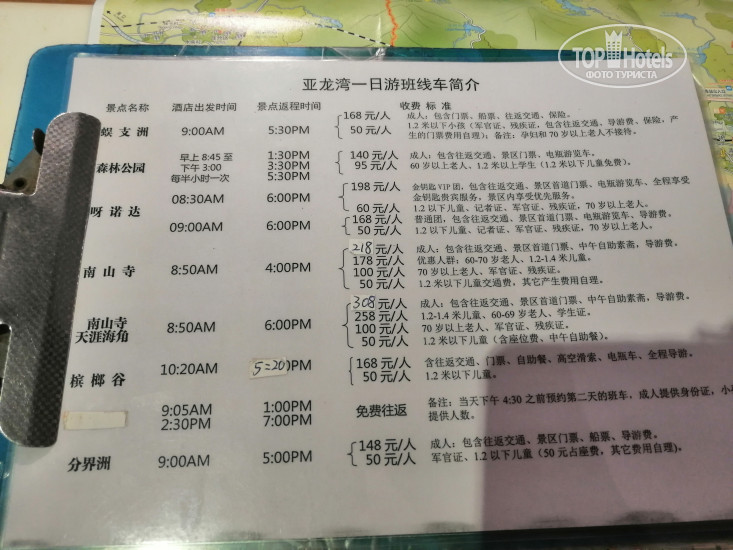 TOP Hotels
ФОТО ТУРИСТА
亚龙湾一日游班线车简介
景点名称 酒店出发时间 景点返程时间 收费标准
蜈支洲 9:00AM 5:30PM 168元/人 成人：包含门票、船票、往返交通、保险。
50元/人 1.2米以下小孩（军官证、残疾证，包含往返交通、导游费、保险，产
生的门票费用自理）；备注：孕妇和70岁以上老人不接待。
森林公园 早上8:45至 1:30PM 140元/人 成人：包含往返交通、景区门票、电瓶游览车。
下午3:00 3:30PM 95元/人 60岁以上老人、1.2米以上学生（1.2米以下儿童免费）。
每半小时一次 5:30PM
呀诺达 08:30AM 6:00PM 198元/人 金钥匙VIP团，包含往返交通、景区首道门票、电瓶游览车、全程享受
金钥匙贵宾服务，景区内享受优先服务。
60元/人 1.2米以下儿童、记者证、军官证、残疾证、70岁以上老人。
09:00AM 6:00PM 168元/人 普通团，包含往返交通、景区首道门票、电瓶游览车、导游费。
50元/人 1.2米以下儿童、记者证、军官证、残疾证，70岁以上老人。
南山寺 8:50AM 4:00PM 218元/人 成人：包含往返交通、景区首道门票、中午自助素斋，导游费。
178元/人 优惠人群：60-70岁老人、1.2-1.4米儿童。
100元/人 70岁以上老人、军官证、残疾证。
50元/人 1.2米以下儿童交通费，其它产生费用自理。
南山寺 天涯海角 8:50AM 6:00PM 308元/人 成人：包含往返交通、景区首道门票、中午自助素斋，导游费。
258元/人 1.2-1.4米儿童、60-69岁老人、学生证。
100元/人 70岁以上老人、军官证、残疾证。
50元/人 1.2米以下儿童（含座位费、中午自助餐）。
槟榔谷 10:20AM 5=20PM 168元/人 含往返交通、门票、自助餐、高空滑索、电瓶车、全程导游。
50元/人 1.2米以下儿童。
9:05AM 1:00PM 免费往返 备注：当天下午4:30之前预约第二天的班车，成人提供身份证，小
2:30PM 7:00PM 提供人数。
分界洲 9:00AM 5:00PM 148元/人 成人：包含往返交通、景区门票、船票、导游费。
50元/人 军官证、1.2以下儿童（50元占座费，其它费用自理）。